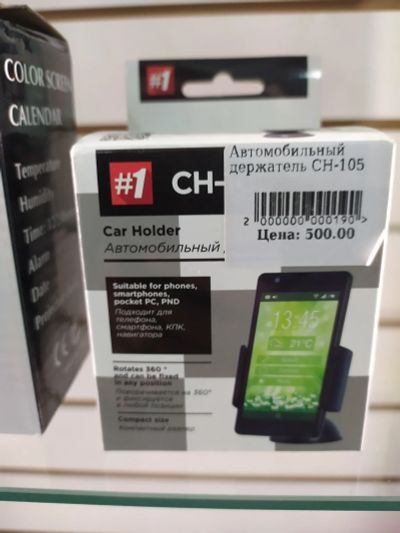 COLOR SCREEN
CALENDAR
Temperature
Humidity
Time:
Alarm
Date
#1
#1
CH-
Автомобильный
держатель CH-105
2 000000 000190 >
Цена: 500.00
Car Holder
Автомобильный
Suitable for phones,
smartphones,
pocket PC, PND
Подходит для
телефона,
смартфона, КПК,
навигатора
Rotates 360 °
and can be fixed
in any position
Поворачивается на 360°
и фиксируется
в любой позиции
Compact size
Компактный размер
13:45
21°C